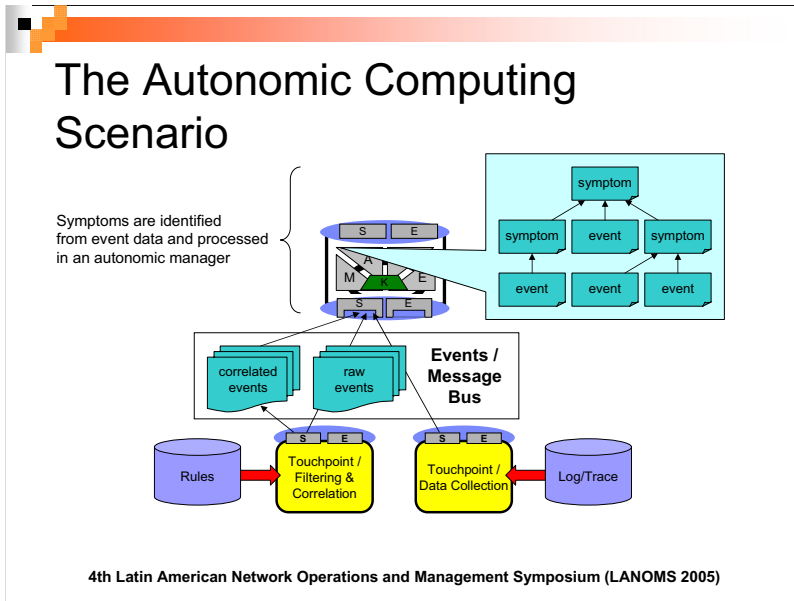 The Autonomic Computing
Scenario
Symptoms are identified
from event data and processed
in an autonomic manager
S E
A
M E
K
S E
symptom
symptom event symptom
event event event
correlated
events
raw
events
Events /
Message
Bus
S E
S E
Rules
Touchpoint /
Filtering &
Correlation
Touchpoint /
Data Collection
Log/Trace
4th Latin American Network Operations and Management Symposium (LANOMS 2005)